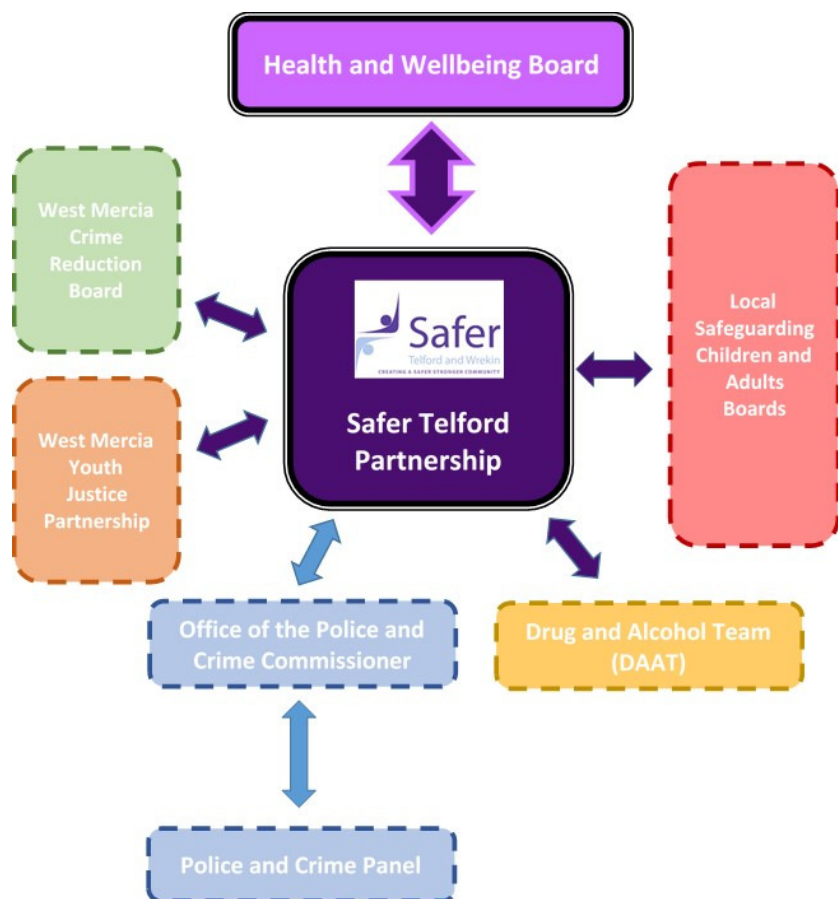 Health and Wellbeing Board
West Mercia
Crime
Reduction
Board
Local
Safeguarding
Children and
Adults
Boards
Safer
Telford and Wrekin
CREATING A SAFER STRONGER COMMUNITY
Safer Telford
Partnership
West Mercia
Youth
Justice
Partnership
Office of the Police and
Crime Commissioner
Drug and Alcohol Team
(DAAT)
Police and Crime Panel